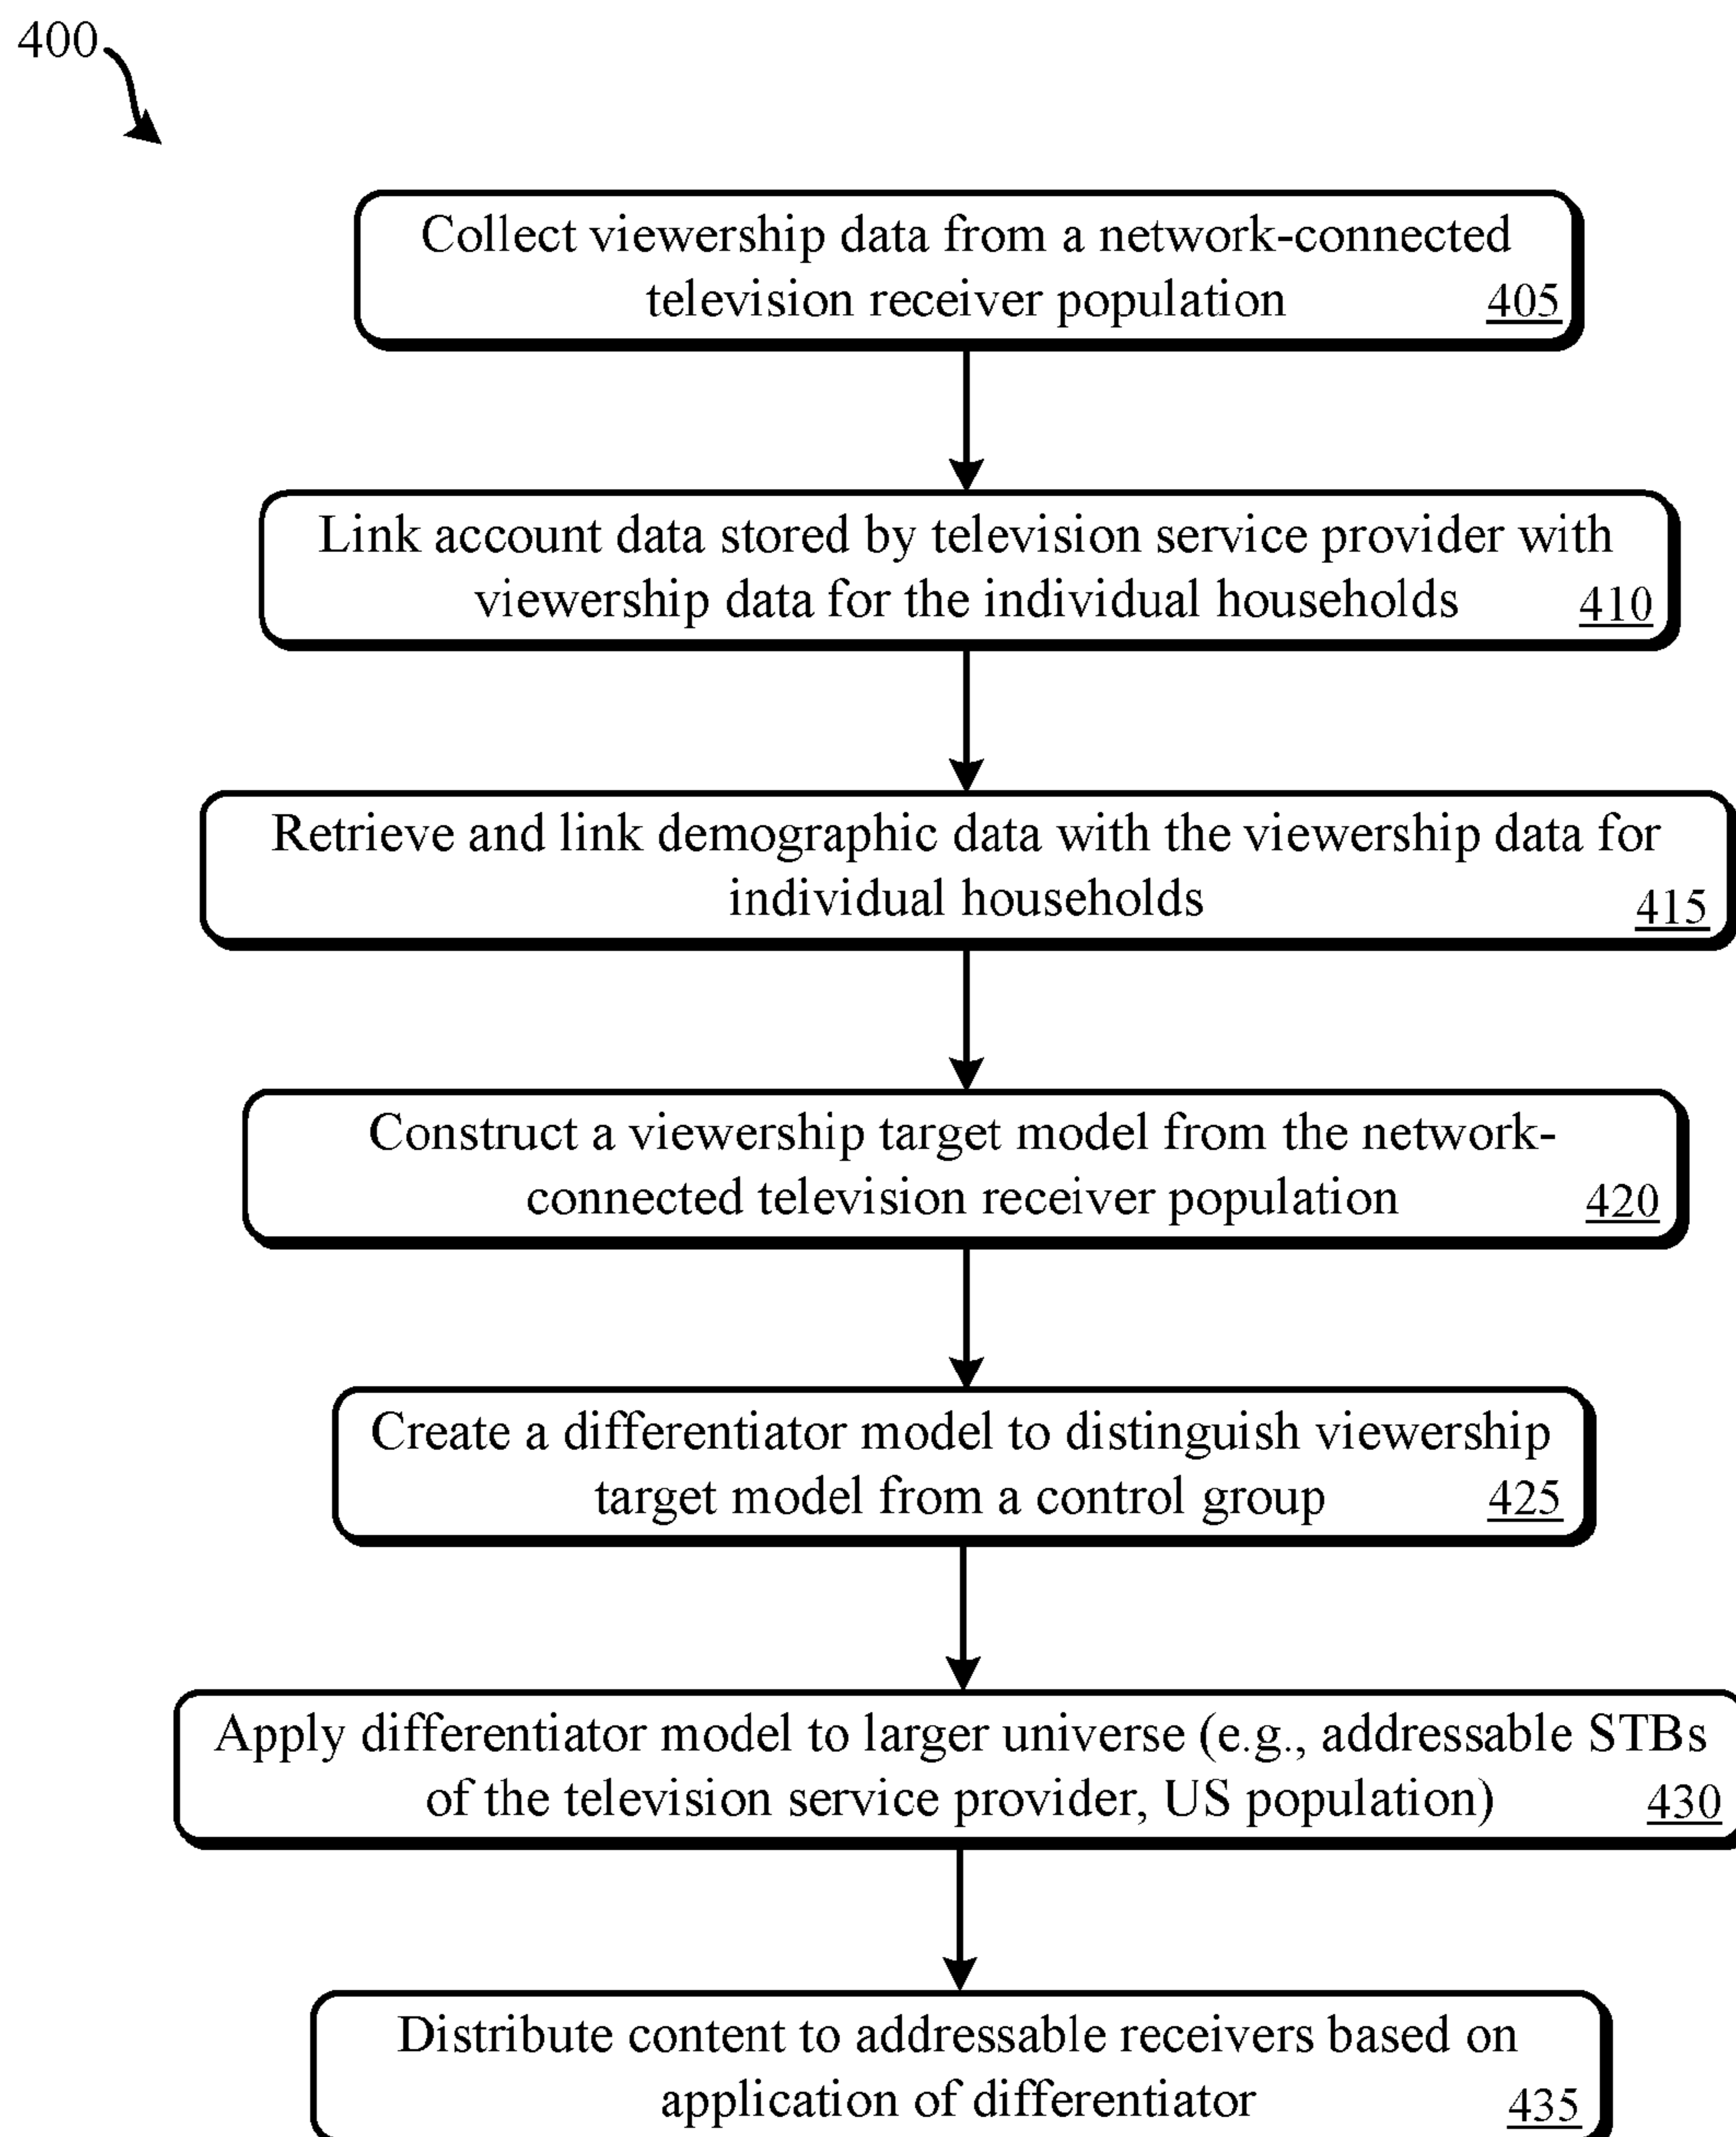 400
Collect viewership data from a network-connected
television receiver population 405
Link account data stored by television service provider with
viewership data for the individual households 410
Retrieve and link demographic data with the viewership data for
individual households 415
Construct a viewership target model from the network-
connected television receiver population 420
Create a differentiator model to distinguish viewership
target model from a control group 425
Apply differentiator model to larger universe (e.g., addressable STBs
of the television service provider, US population) 430
Distribute content to addressable receivers based on
application of differentiator 435